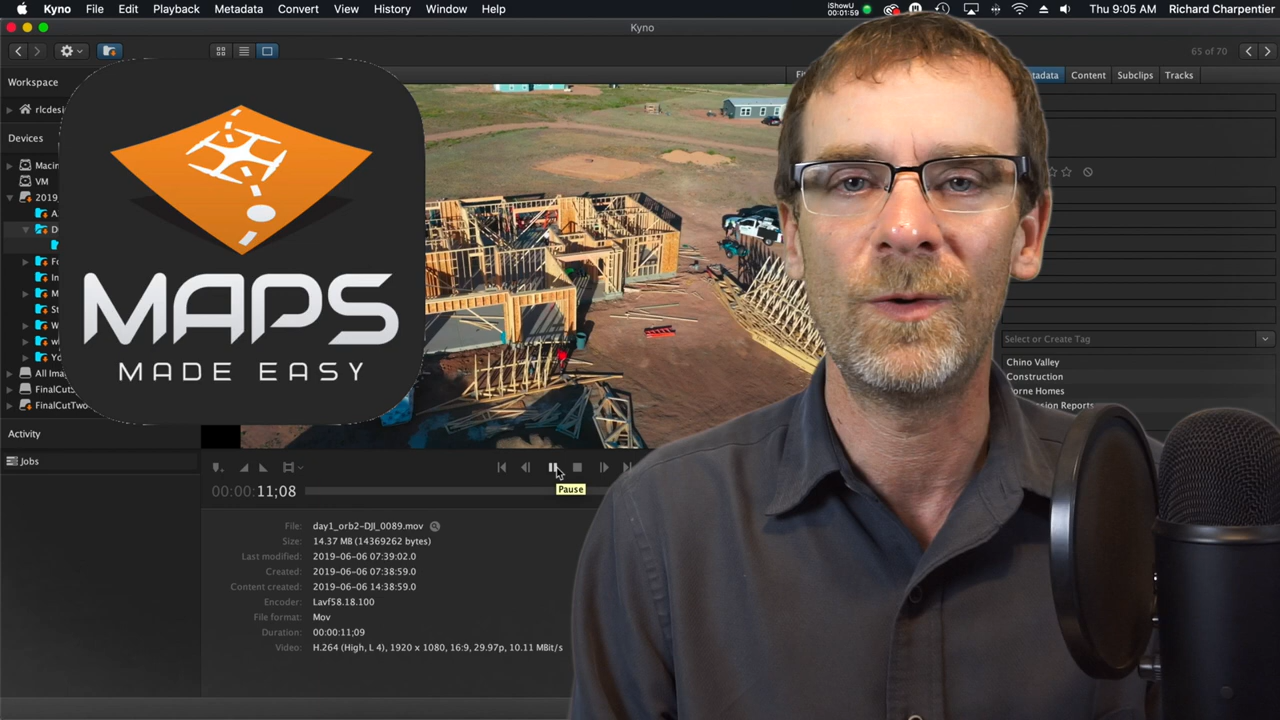 Kyno File Edit Playback Metadata Convert View History Window Help
iShowU
00:01:59
Thu 9:05 AM Richard Charpentier
Kyno
65 of 70
Workspace
Content Subclips Tracks
Devices
VM
MAPS
MADE EASY
Select or Create Tag
Chino Valley
Construction
Activity
Jobs
Pause
00:00:11;08
File: day1_orb2-DJI_0089.mov
Size: 14.37 MB (14369262 bytes)
Last modified: 2019-06-06 07:39:02.0
Created: 2019-06-06 07:38:59.0
Content created: 2019-06-06 14:38:59.0
Encoder: Lavf58.18.100
File format: Mov
Duration: 00:00:11;09
Video: H.264 (High, L 4), 1920 x 1080, 16:9, 29.97p, 10.11 MBit/s